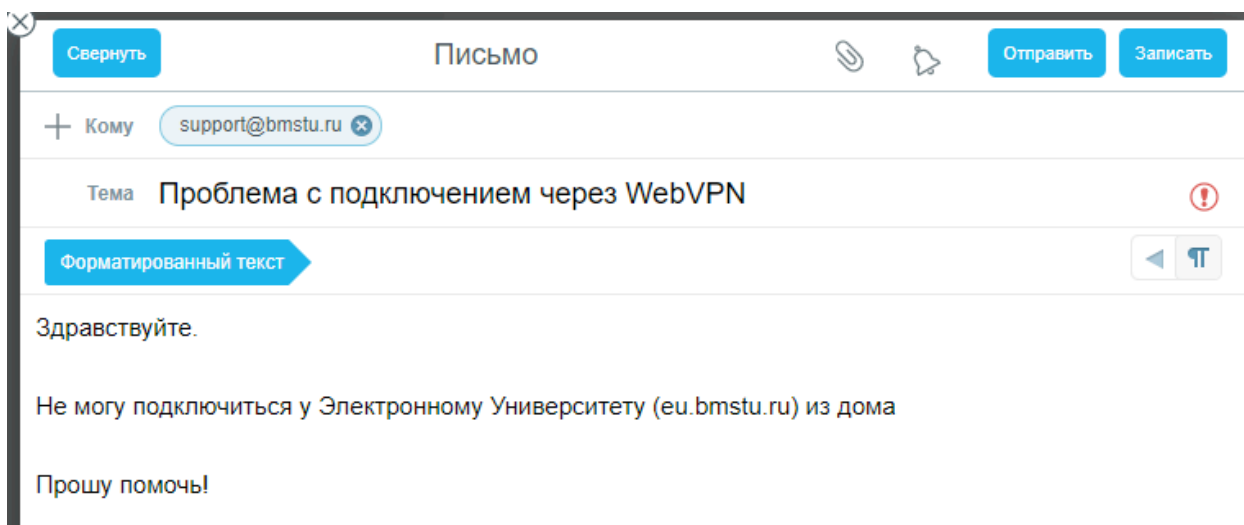 Свернуть Письмо Отправить Записать
Кому support@bmstu.ru
Тема Проблема с подключением через WebVPN
Форматированный текст
Здравствуйте.
Не могу подключиться у Электронному Университету (eu.bmstu.ru) из дома
Прошу помочь!